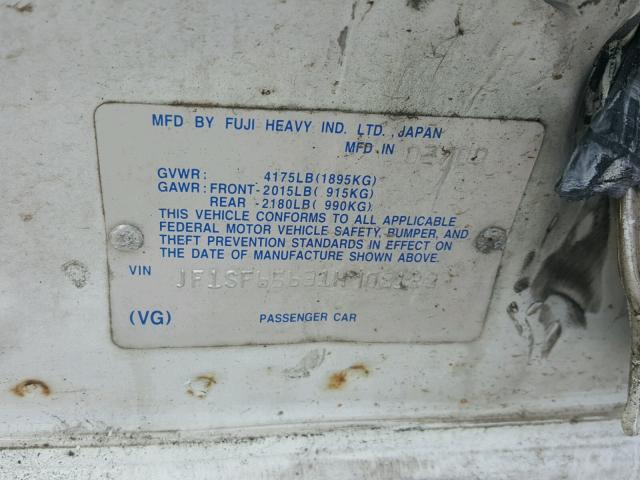 MFD BY FUJI HEAVY IND. LTD., JAPAN
MFD IN
GVWR: 4175LB(1895KG)
GAWR: FRONT-2015LB( 915KG)
REAR -2180LB( 990KG)
THIS VEHICLE CONFORMS TO ALL APPLICABLE
FEDERAL MOTOR VEHICLE SAFETY, BUMPER, AND
THEFT PREVENTION STANDARDS IN EFFECT ON
THE DATE OF MANUFACTURE SHOWN ABOVE.
VIN
(VG) PASSENGER CAR